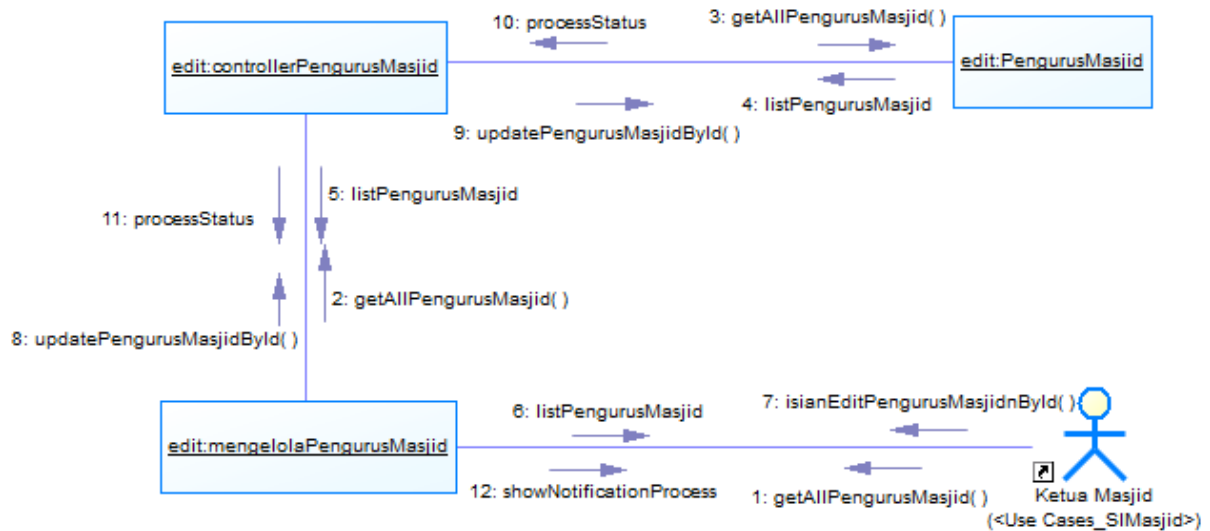 10: processStatus
3: getAllPengurusMasjid( )
edit:controllerPengurusMasjid
edit:PengurusMasjid
4: listPengurusMasjid
9: updatePengurusMasjidById( )
5: listPengurusMasjid
11: processStatus
2: getAllPengurusMasjid( )
8: updatePengurusMasjidById( )
6: listPengurusMasjid
7: isianEditPengurusMasjidnById( )
edit:mengelolaPengurusMasjid
12: showNotificationProcess
1: getAllPengurusMasjid( )
Ketua Masjid
(<Use Cases_SIMasjid>)